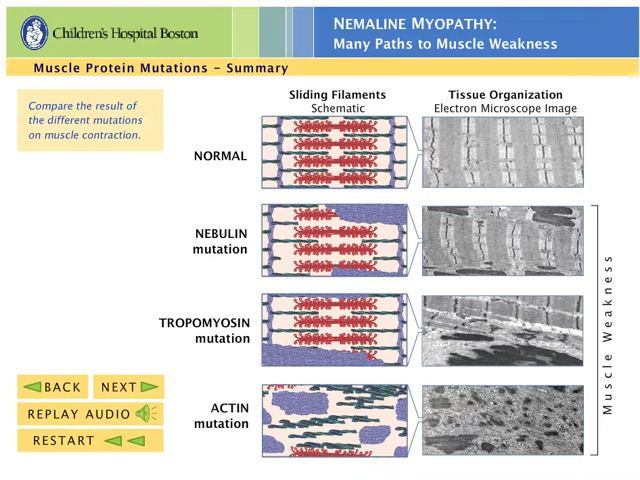 Children's Hospital Boston
NEMALINE MYOPATHY:
MANY PATHS TO MUSCLE WEAKNESS
Muscle Protein Mutations – Summary
Compare the result of
the different mutations
on muscle contraction.
Sliding Filaments
Schematic
Tissue Organization
Electron Microscope Image
NORMAL
NEBULIN
mutation
TROPOMYOSIN
mutation
ACTIN
mutation
Muscle Weakness
BACK
NEXT
REPLAY AUDIO
RESTART